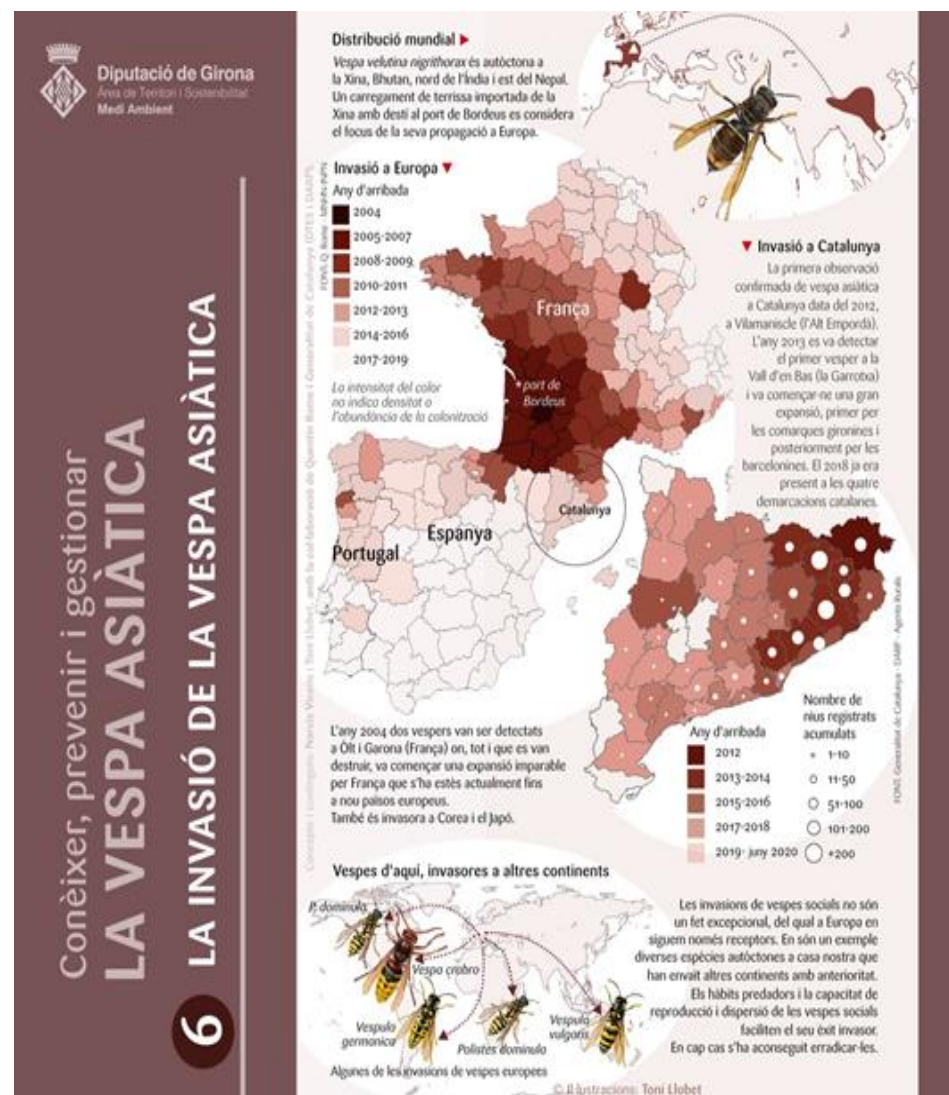 Diputació de Girona
Àrea de Territori i Sostenibilitat
Medi Ambient
Conèixer, prevenir i gestionar
LA VESPA ASIÀTICA
6
LA INVASIÓ DE LA VESPA ASIÀTICA
Distribució mundial
Vespa velutina nigrithorax és autòctona a
la Xina, Bhutan, nord de l'Índia i est del Nepal.
Un carregament de terrissa importada de la
Xina amb destí al port de Bordeus es considera
el focus de la seva propagació a Europa.
Invasió a Europa
Any d'arribada
2004
2005-2007
2008-2009
2010-2011
2012-2013
2014-2016
2017-2019
La intensitat del color
no indica densitat o
l'abundància de la colonització
França
port de
Bordeus
Catalunya
Espanya
Portugal
Invasió a Catalunya
La primera observació
confirmada de vespa asiàtica
a Catalunya data del 2012,
a Vilamaniscle (l'Alt Empordà).
L'any 2013 es va detectar
el primer vesper a la
Vall d'en Bas (la Garrotxa)
i va començar-ne una gran
expansió, primer per
les comarques gironines i
posteriorment per les
barcelonines. El 2018 ja era
present a les quatre
demarcacions catalanes.
L'any 2004 dos vespers van ser detectats
a Òlt i Garona (França) on, tot i que es van
destruir, va començar una expansió imparable
per França que s'ha estès actualment fins
a nou països europeus.
També és invasora a Corea i el Japó.
Any d'arribada
2012
2013-2014
2015-2016
2017-2018
2019- juny 2020
Nombre de
nius registrats
acumulats
1-10
11-50
51-100
101-200
+200
FONT: Generalitat de Catalunya - DARP - Agents Rurals
Vespes d'aquí, invasores a altres continents
P. dominula
Vespa crabro
Vespula
germanica
Polistes dominula
Vespula
vulgaris
Algunes de les invasions de vespes europees
Les invasions de vespes socials no són
un fet excepcional, del qual a Europa en
siguem només receptors. En són un exemple
diverses espècies autòctones a casa nostra que
han envaït altres continents amb anterioritat.
Els hàbits predadors i la capacitat de
reproducció i dispersió de les vespes socials
faciliten el seu èxit invasor.
En cap cas s'ha aconseguit erradicar-les.
© Il·lustracions: Toni Llobet